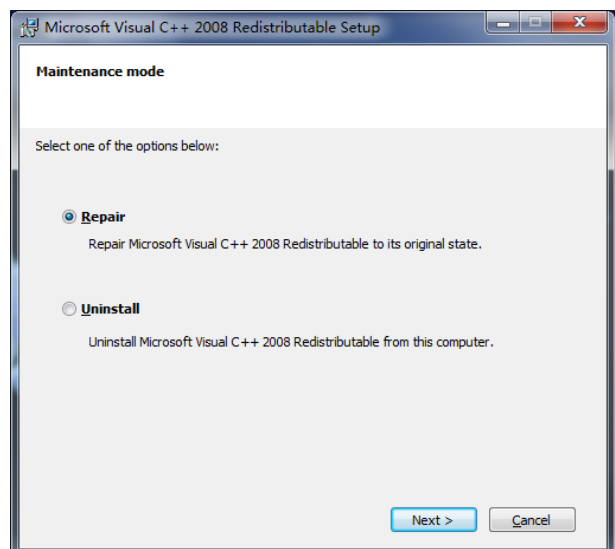 Microsoft Visual C++ 2008 Redistributable Setup
Maintenance mode
Select one of the options below:
Repair
Repair Microsoft Visual C++ 2008 Redistributable to its original state.
Uninstall
Uninstall Microsoft Visual C++ 2008 Redistributable from this computer.
Next >
Cancel